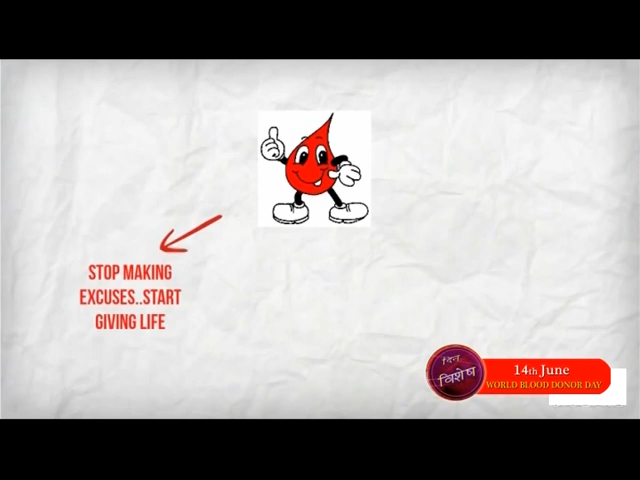 STOP MAKING
EXCUSES..START
GIVING LIFE
दिन
विशेष
14th June
WORLD BLOOD DONOR DAY